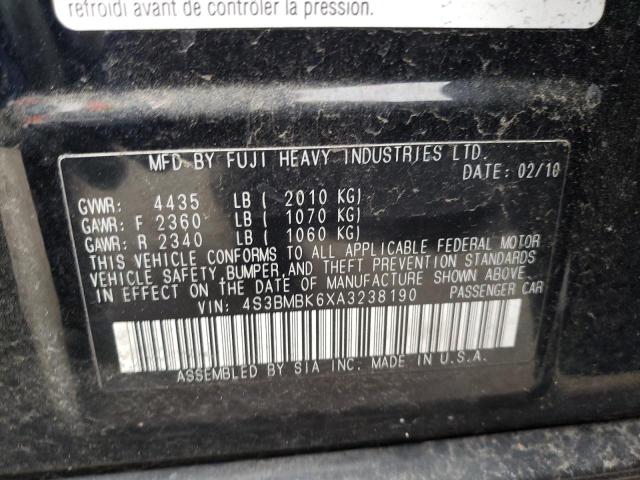 refroidi avant de contrôler la pression.
MFD BY FUJI HEAVY INDUSTRIES LTD.
DATE: 02/10
GVWR: 4435 LB ( 2010 KG)
GAWR: F 2360 LB ( 1070 KG)
GAWR: R 2340 LB ( 1060 KG)
THIS VEHICLE CONFORMS TO ALL APPLICABLE FEDERAL MOTOR
VEHICLE SAFETY, BUMPER, AND THEFT PREVENTION STANDARDS
IN EFFECT ON THE DATE OF MANUFACTURE SHOWN ABOVE.
VIN: 4S3BMBK6XA3238190 PASSENGER CAR
ASSEMBLED BY SIA INC. MADE IN U.S.A.